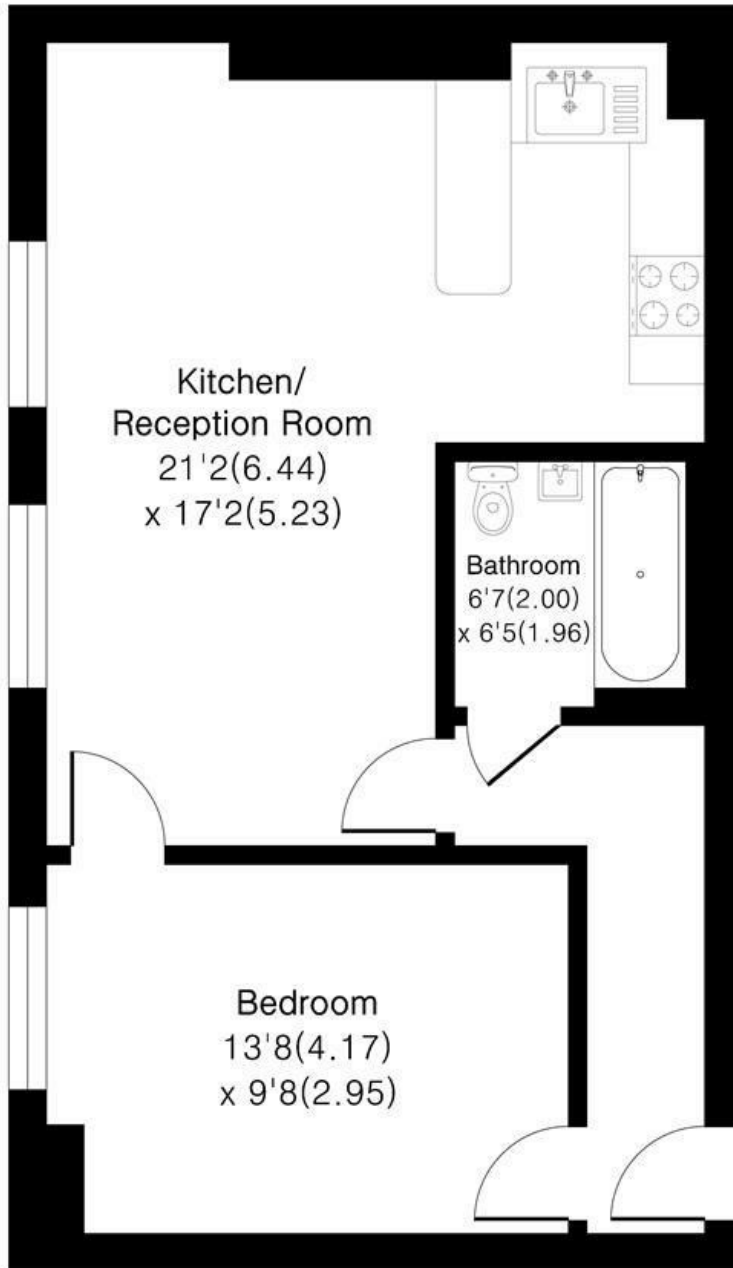 Kitchen/
Reception Room
21'2(6.44)
x 17'2(5.23)
Bathroom
6'7(2.00)
x 6'5(1.96)
Bedroom
13'8(4.17)
x 9'8(2.95)